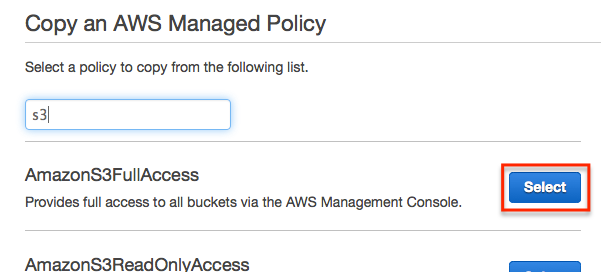 Copy an AWS Managed Policy
Select a policy to copy from the following list.
s3
AmazonS3FullAccess
Select
Provides full access to all buckets via the AWS Management Console.
AmazonS3ReadOnlyAccess